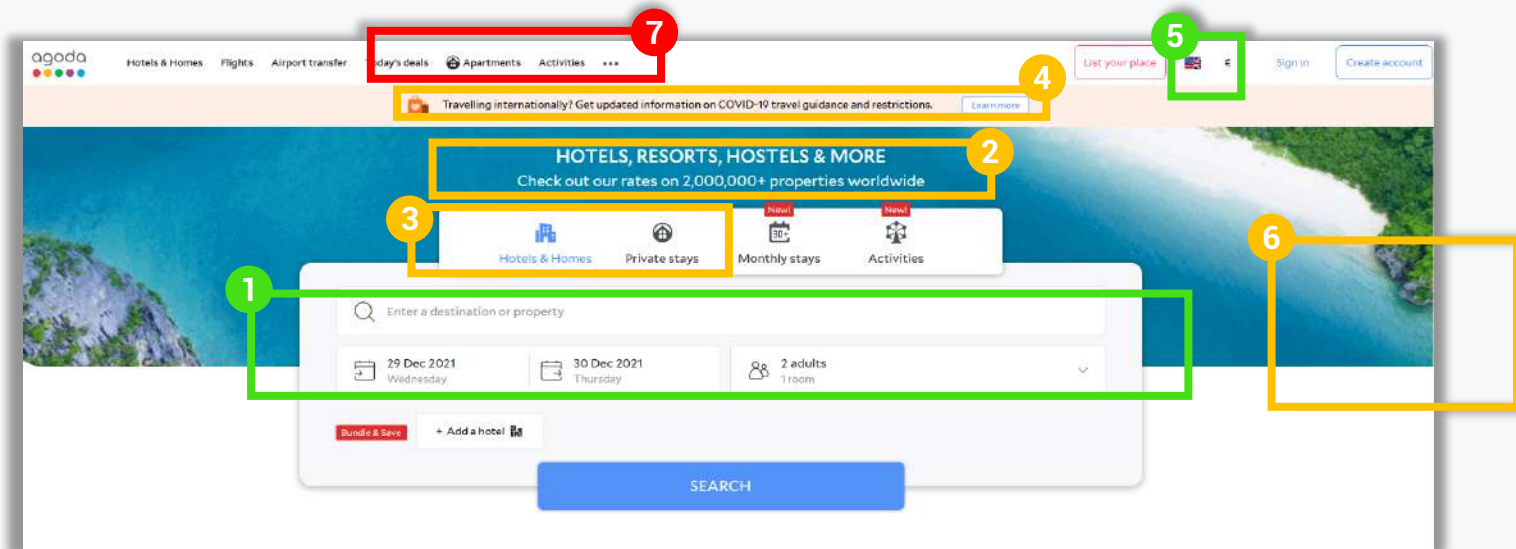 7
5
agoda
Hotels & Homes Flights Airport transfer Today's deals Apartments Activities ••• List your place € Sign in Create account
4
Travelling internationally? Get updated information on COVID-19 travel guidance and restrictions. Learn more
2
HOTELS, RESORTS, HOSTELS & MORE
Check out our rates on 2,000,000+ properties worldwide
3
New! New!
30+
6
Hotels & Homes Private stays Monthly stays Activities
1
Enter a destination or property
29 Dec 2021 30 Dec 2021 2 adults
Wednesday Thursday 1 room
Bundle & Save + Add a hotel
SEARCH